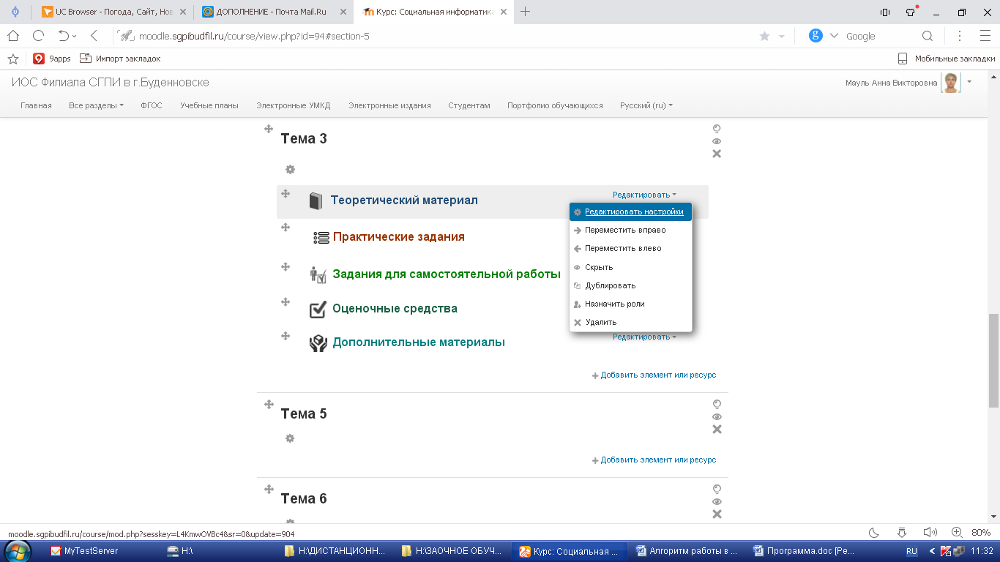 UC Browser - Погода, Сайт, Нов
ДОПОЛНЕНИЕ - Почта Mail.Ru
Курс: Социальная информатика
moodle.sgpibudfil.ru/course/view.php?id=94#section-5
Google
9apps
Импорт закладок
Мобильные закладки
ИОС Филиала СГПИ в г.Буденновске
Мауль Анна Викторовна
Главная
Все разделы
ФГОС
Учебные планы
Электронные УМКД
Электронные издания
Студентам
Портфолио обучающихся
Русский (ru)
Тема 3
Теоретический материал
Редактировать
Редактировать настройки
Переместить вправо
Практические задания
Переместить влево
Скрыть
Задания для самостоятельной работы
Дублировать
Назначить роли
Оценочные средства
Удалить
Дополнительные материалы
Редактировать
Добавить элемент или ресурс
Тема 5
Добавить элемент или ресурс
Тема 6
moodle.sgpibudfil.ru/course/mod.php?sesskey=L4KmwOVBc4&sr=0&update=904
80%
MyTestServer
H:\
H:\ДИСТАНЦИОНН...
H:\ЗАОЧНОЕ ОБУЧ...
Курс: Социальная ...
Алгоритм работы в ...
Программа.doc [Ре...
RU
11:32